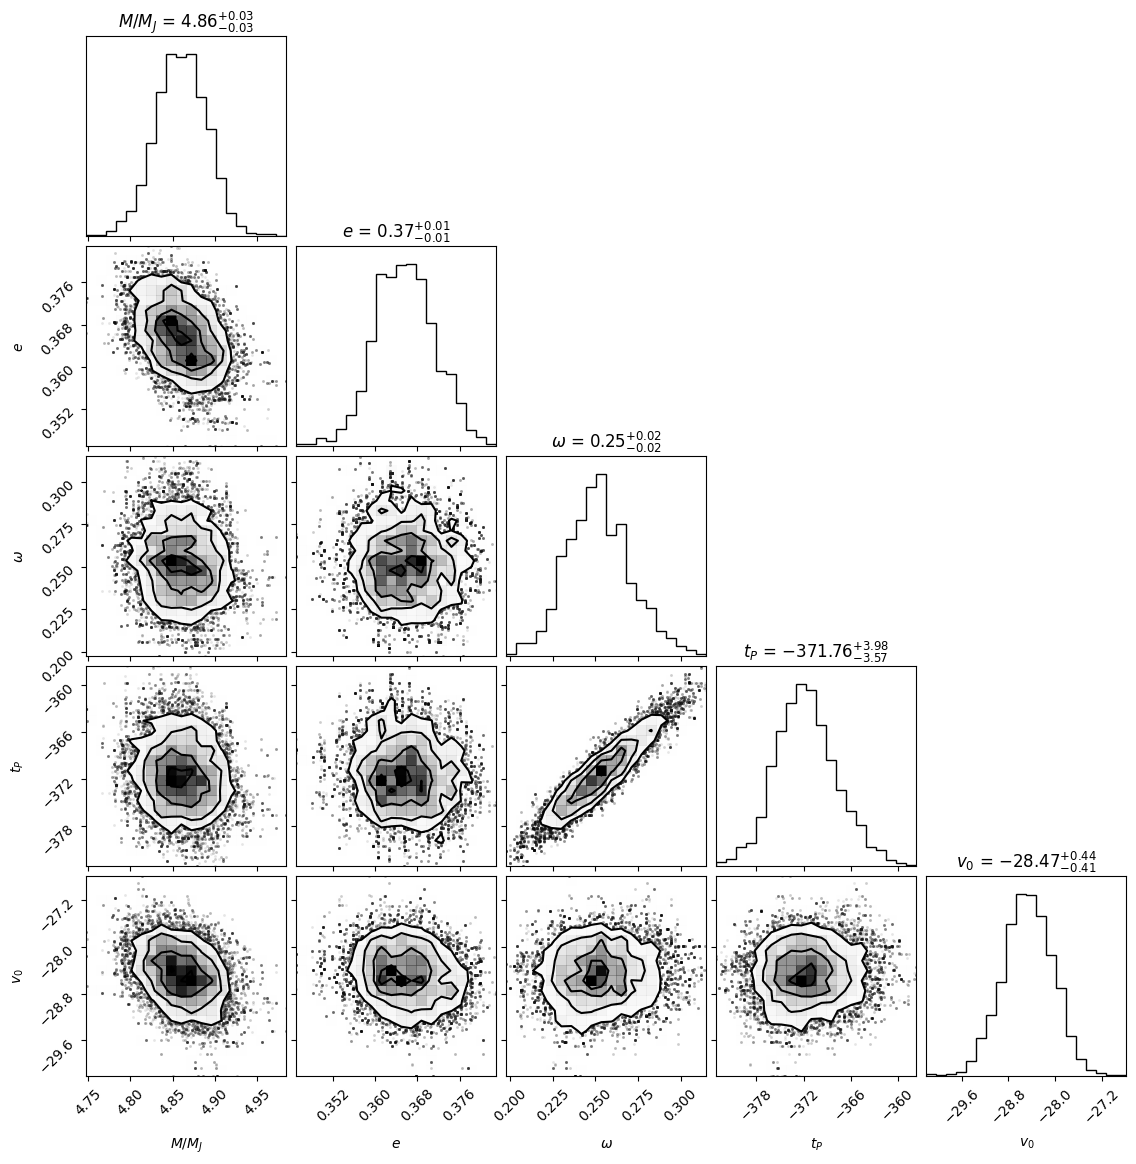 M/M_J = 4.86^{+0.03}_{−0.03}
e = 0.37^{+0.01}_{−0.01}
0.376
0.368
0.360
0.352
e
ω = 0.25^{+0.02}_{−0.02}
0.300
0.275
0.250
0.225
0.200
ω
t_P = −371.76^{+3.98}_{−3.57}
−360
−366
−372
−378
t_P
v_0 = −28.47^{+0.44}_{−0.41}
−27.2
−28.0
−28.8
−29.6
v_0
4.75 4.80 4.85 4.90 4.95 0.352 0.360 0.368 0.376 0.200 0.225 0.250 0.275 0.300 −378 −372 −366 −360 −29.6 −28.8 −28.0 −27.2
M/M_J e ω t_P v_0